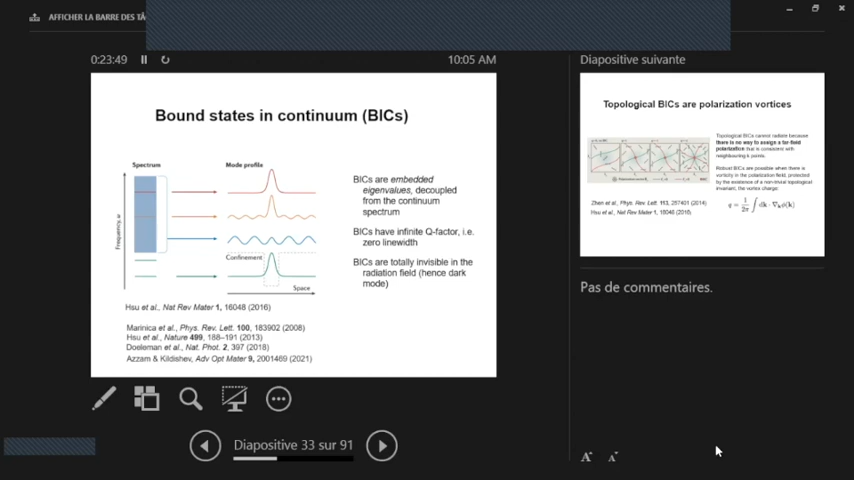 AFFICHER LA BARRE DES TÂ
0:23:49
10:05 AM
Diapositive suivante
Bound states in continuum (BICs)
Spectrum
Mode profile
Frequency, ω
Confinement
Space
BICs are embedded
eigenvalues, decoupled
from the continuum
spectrum
BICs have infinite Q-factor, i.e.
zero linewidth
BICs are totally invisible in the
radiation field (hence dark
mode)
Hsu et al., Nat Rev Mater 1, 16048 (2016)
Marinica et al., Phys. Rev. Lett. 100, 183902 (2008)
Hsu et al., Nature 499, 188–191 (2013)
Doeleman et al., Nat. Phot. 2, 397 (2018)
Azzam & Kildishev, Adv Opt Mater 9, 2001469 (2021)
Topological BICs are polarization vortices
Topological BICs cannot radiate because
there is no way to assign a far-field
polarization that is consistent with
neighbouring k points.
Robust BICs are possible when there is
vorticity in the polarization field, protected
by the existence of a non-trivial topological
invariant, the vortex charge:
Zhen et al., Phys. Rev. Lett. 113, 257401 (2014)
Hsu et al., Nat Rev Mater 1, 16048 (2016)
q = 1/2π ∫ dk · ∇kϕ(k)
Pas de commentaires.
Diapositive 33 sur 91
A A